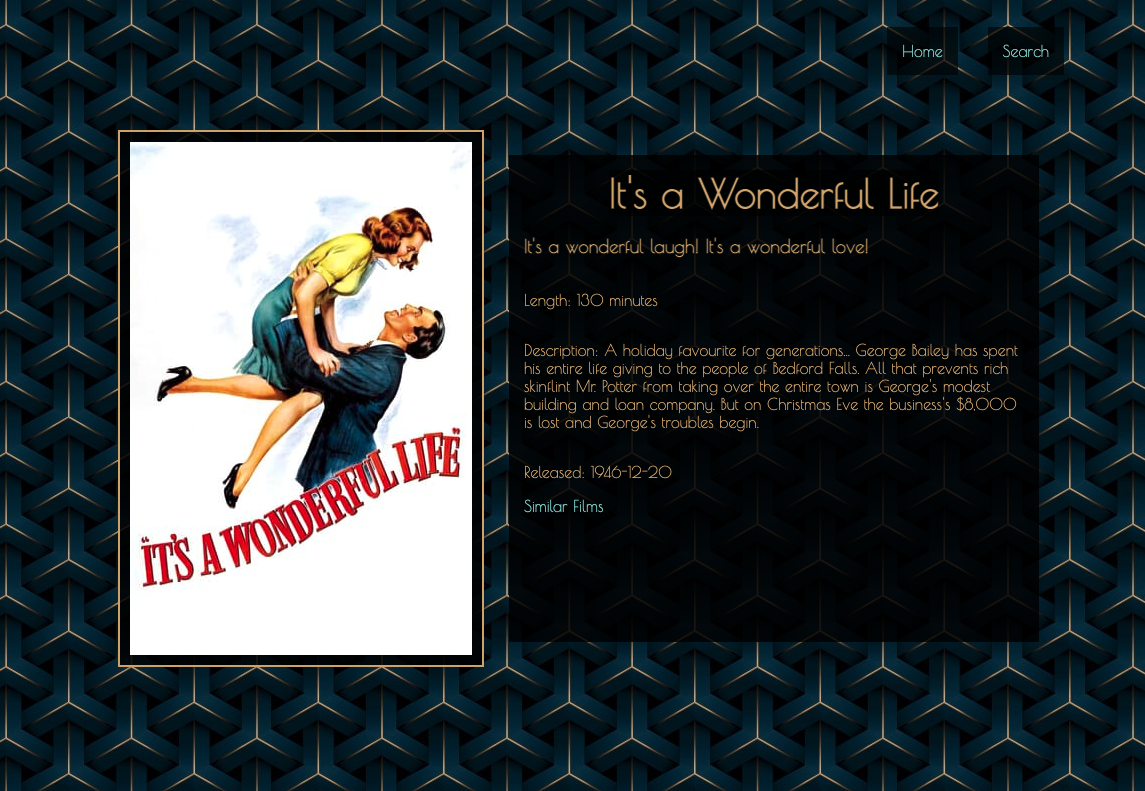 Home
Search
It's a Wonderful Life
It's a wonderful laugh! It's a wonderful love!
Length: 130 minutes
Description: A holiday favourite for generations... George Bailey has spent
his entire life giving to the people of Bedford Falls. All that prevents rich
skinflint Mr. Potter from taking over the entire town is George's modest
building and loan company. But on Christmas Eve the business's $8,000
is lost and George's troubles begin.
Released: 1946-12-20
Similar Films
"IT'S A WONDERFUL LIFE"